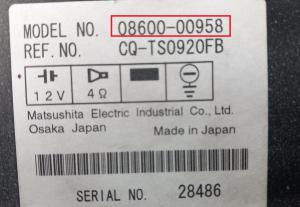 MODEL NO. 08600-00958
REF. NO. CQ-TS0920FB
12V 4Ω
Matsushita Electric Industrial Co., Ltd.
Osaka Japan Made in Japan
SERIAL NO. 28486